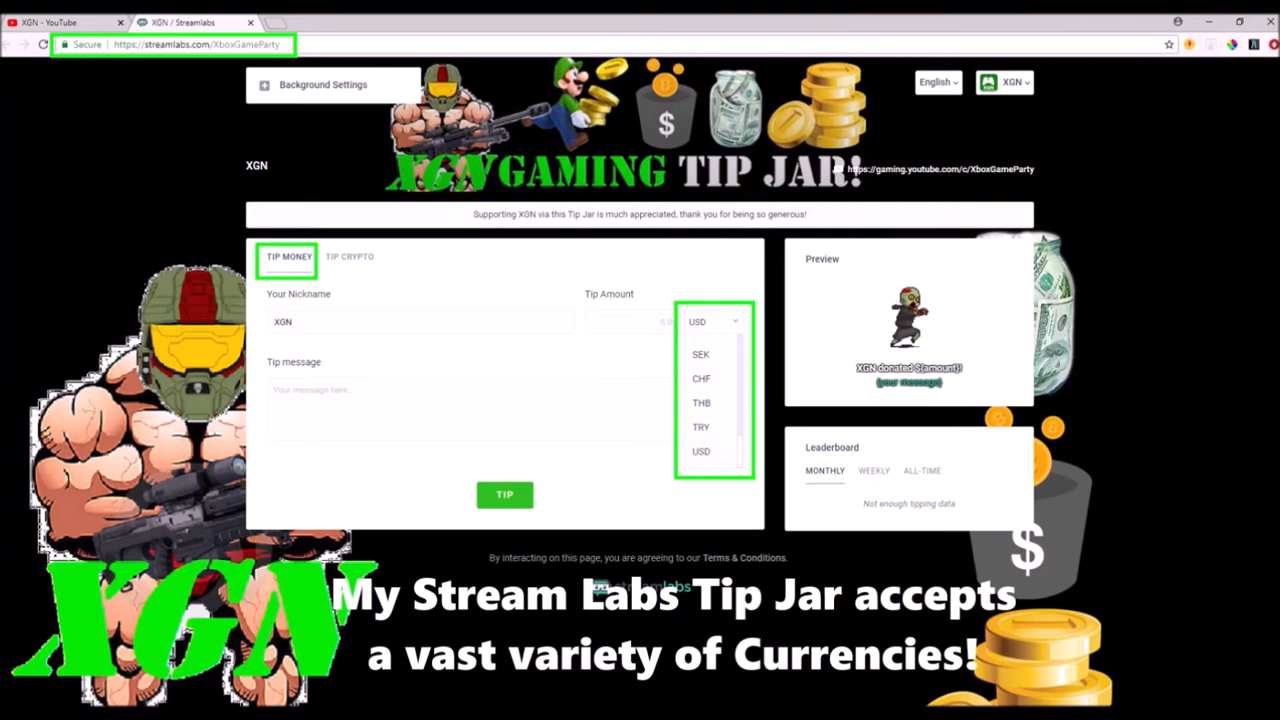 XGN - YouTube
XGN / Streamlabs
Secure | https://streamlabs.com/XboxGameParty
Background Settings
English
XGN
XGN
XGN GAMING TIP JAR!
https://gaming.youtube.com/c/XboxGameParty
Supporting XGN via this Tip Jar is much appreciated, thank you for being so generous!
TIP MONEY
TIP CRYPTO
Your Nickname
XGN
Tip Amount
USD
SEK
CHF
THB
TRY
USD
Tip message
Your message here...
TIP
Preview
XGN donated ${amount}!
{your message}
Leaderboard
MONTHLY
WEEKLY
ALL-TIME
Not enough tipping data
By interacting on this page, you are agreeing to our Terms & Conditions.
streamlabs
XGN
My Stream Labs Tip Jar accepts
a vast variety of Currencies!
$
$